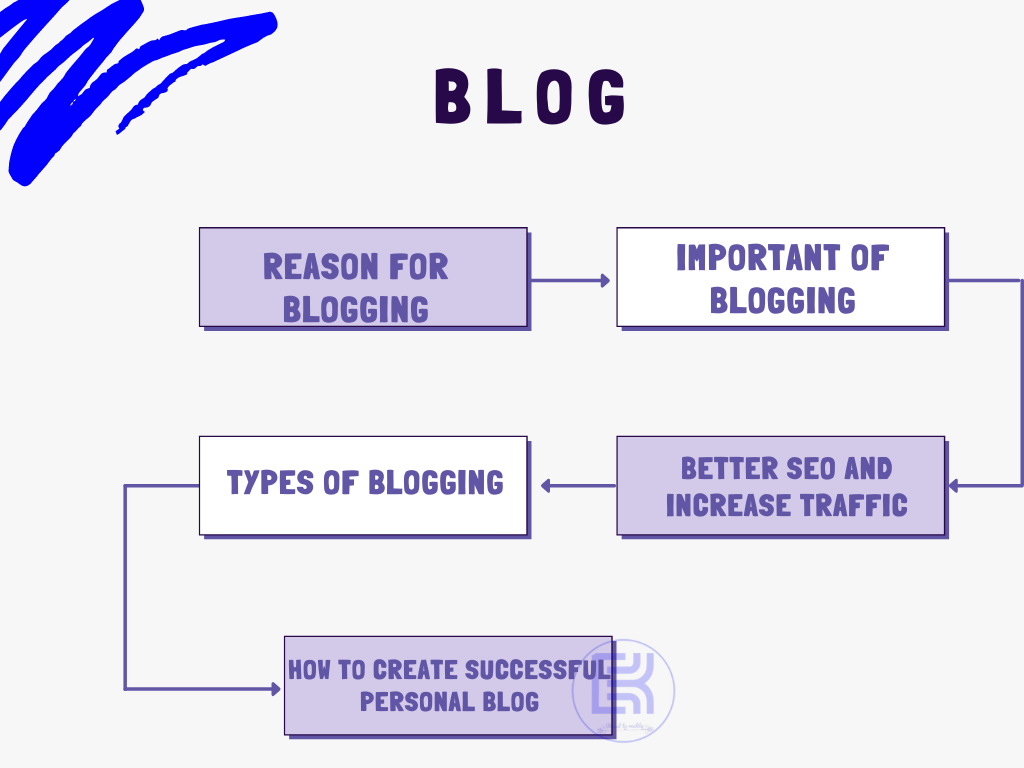 BLOG
REASON FOR
BLOGGING
IMPORTANT OF
BLOGGING
BETTER SEO AND
INCREASE TRAFFIC
TYPES OF BLOGGING
HOW TO CREATE SUCCESSFUL
PERSONAL BLOG